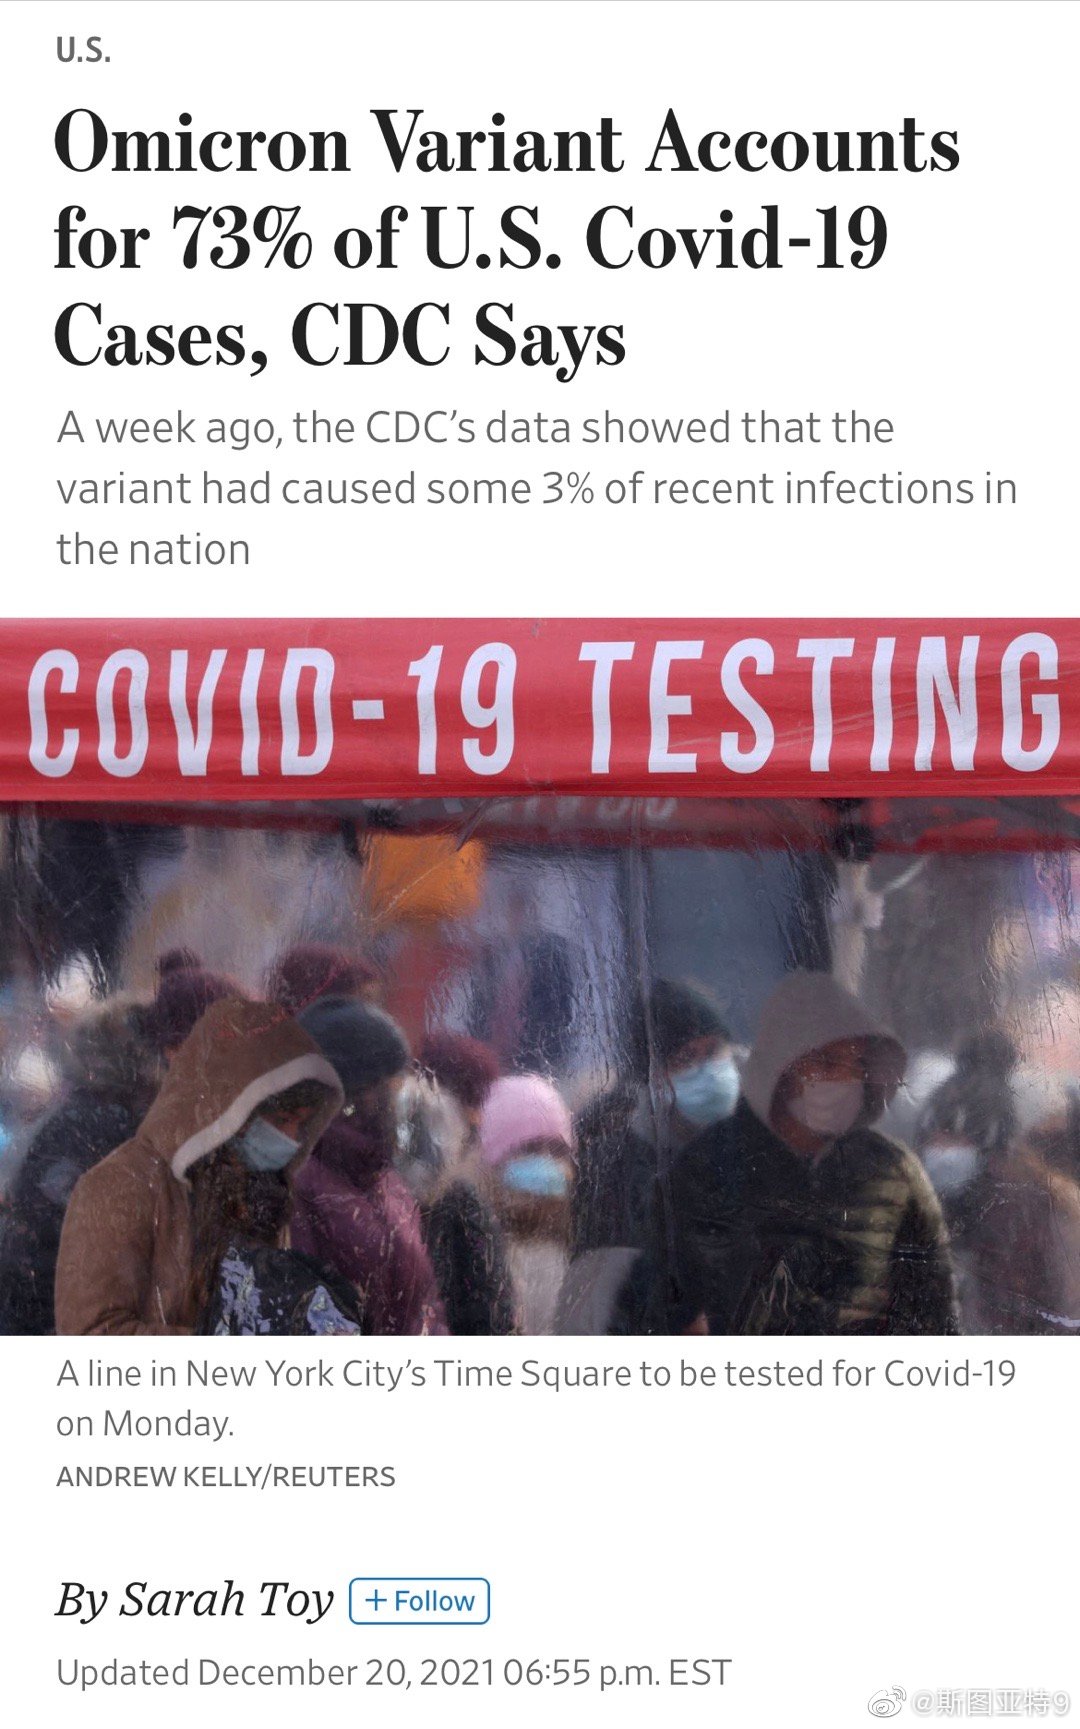 U.S.
Omicron Variant Accounts
for 73% of U.S. Covid-19
Cases, CDC Says
A week ago, the CDC’s data showed that the
variant had caused some 3% of recent infections in
the nation
COVID-19 TESTING
A line in New York City’s Time Square to be tested for Covid-19
on Monday.
ANDREW KELLY/REUTERS
By Sarah Toy + Follow
Updated December 20, 2021 06:55 p.m. EST
@斯图亚特9